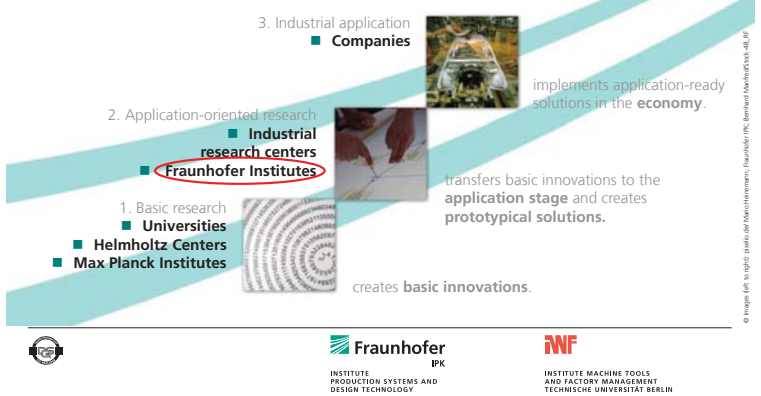 3. Industrial application
Companies
implements application-ready
solutions in the economy.
2. Application-oriented research
Industrial
research centers
Fraunhofer Institutes
transfers basic innovations to the
application stage and creates
prototypical solutions.
1. Basic research
Universities
Helmholtz Centers
Max Planck Institutes
creates basic innovations.
Fraunhofer
IPK
INSTITUTE
PRODUCTION SYSTEMS AND
DESIGN TECHNOLOGY
IWF
INSTITUTE MACHINE TOOLS
AND FACTORY MANAGEMENT
TECHNISCHE UNIVERSITÄT BERLIN